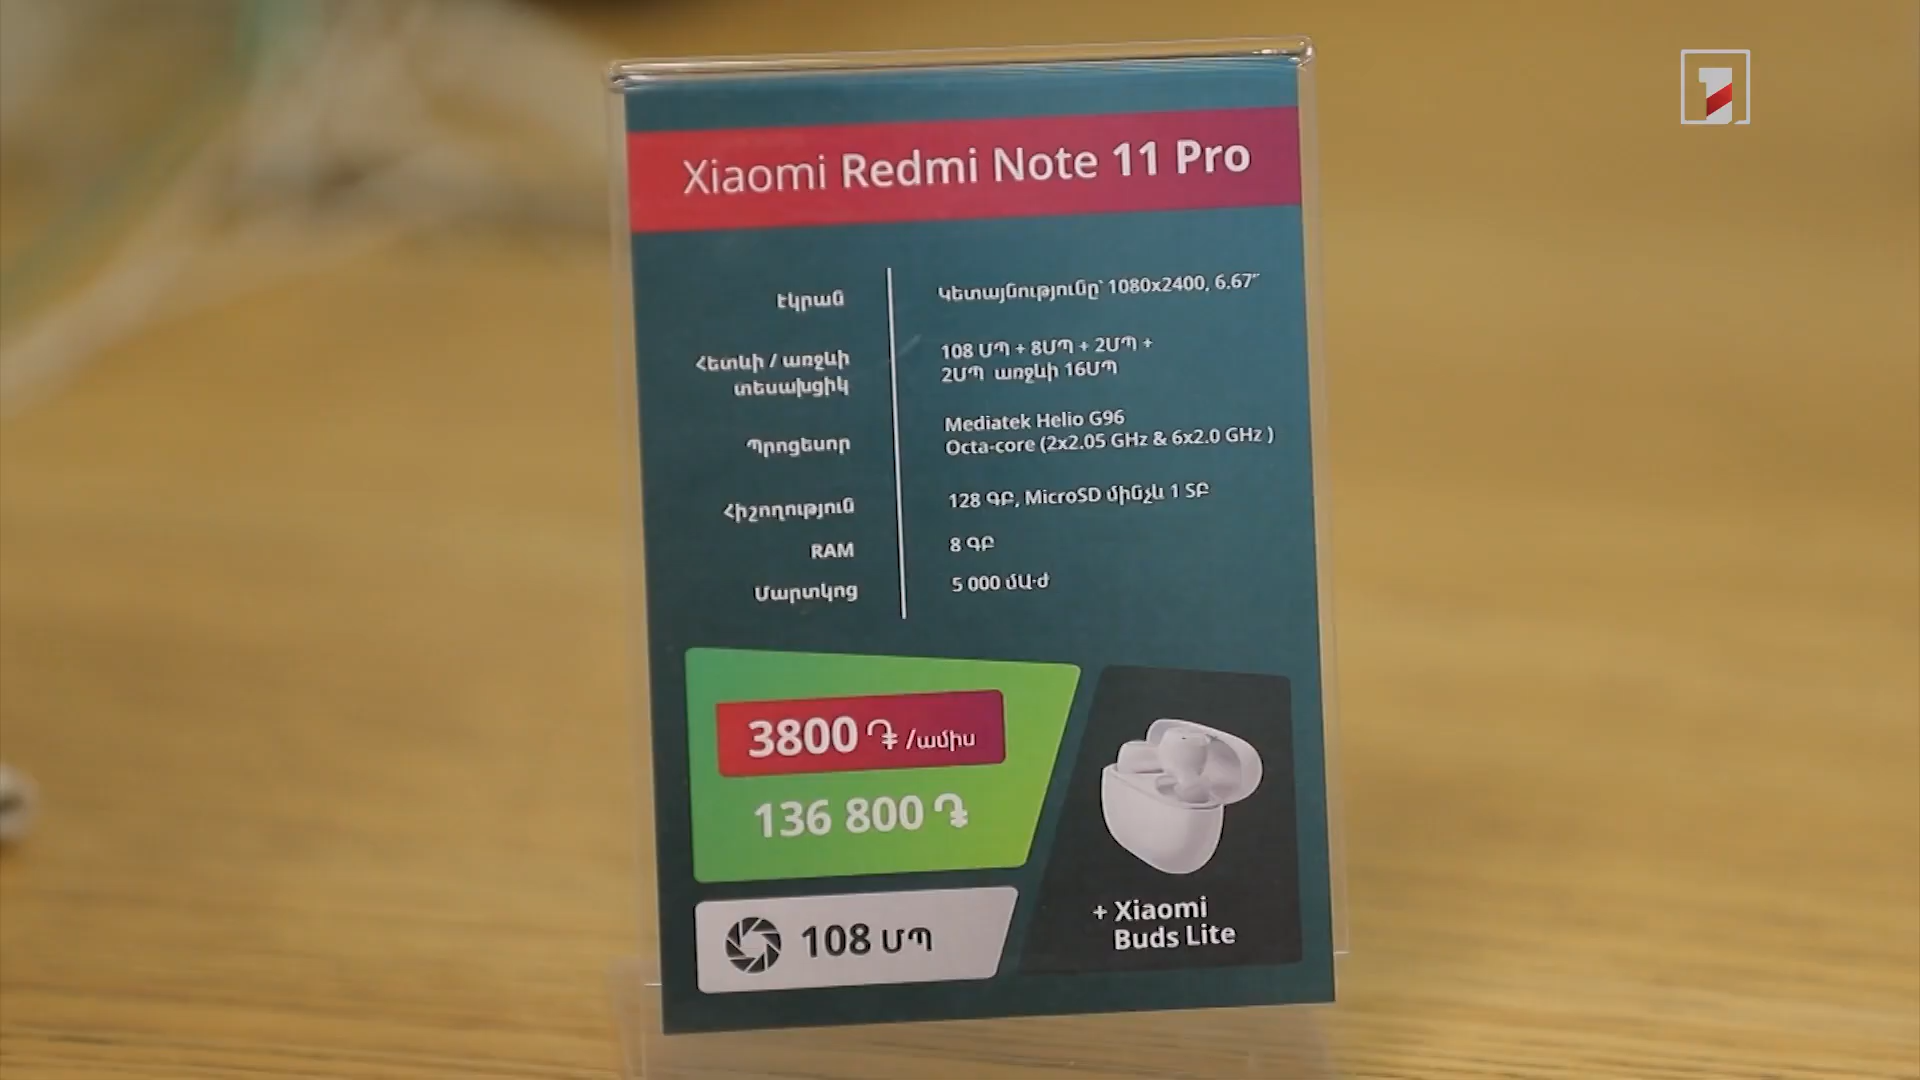 Xiaomi Redmi Note 11 Pro
էկրան
Կետայնությունը՝ 1080x2400, 6.67″
Հետևի / առջևի
տեսախցիկ
108 ՄՊ + 8ՄՊ + 2ՄՊ +
2ՄՊ առջևի 16ՄՊ
Պրոցեսոր
Mediatek Helio G96
Octa-core (2x2.05 GHz & 6x2.0 GHz )
Հիշողություն
128 ԳԲ, MicroSD մինչև 1 ՏԲ
RAM
8 ԳԲ
Մարտկոց
5 000 մԱ·ժ
3800 ֏ /ամիս
136 800 ֏
108 ՄՊ
+ Xiaomi
Buds Lite
1